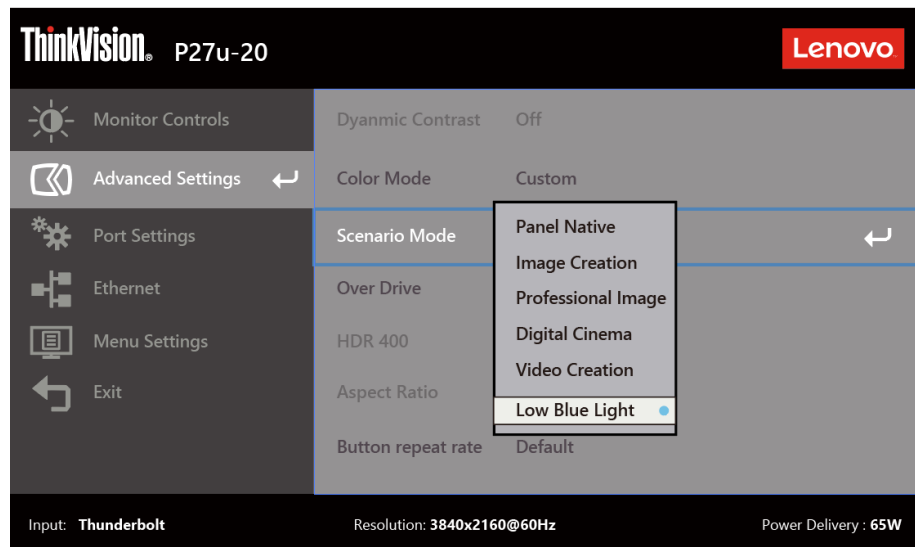 ThinkVision® P27u-20
Lenovo
Monitor Controls
Advanced Settings
Port Settings
Ethernet
Menu Settings
Exit
Dyanmic Contrast Off
Color Mode Custom
Scenario Mode
Over Drive
HDR 400
Aspect Ratio
Button repeat rate Default
Panel Native
Image Creation
Professional Image
Digital Cinema
Video Creation
Low Blue Light
Input: Thunderbolt
Resolution: 3840x2160@60Hz
Power Delivery : 65W